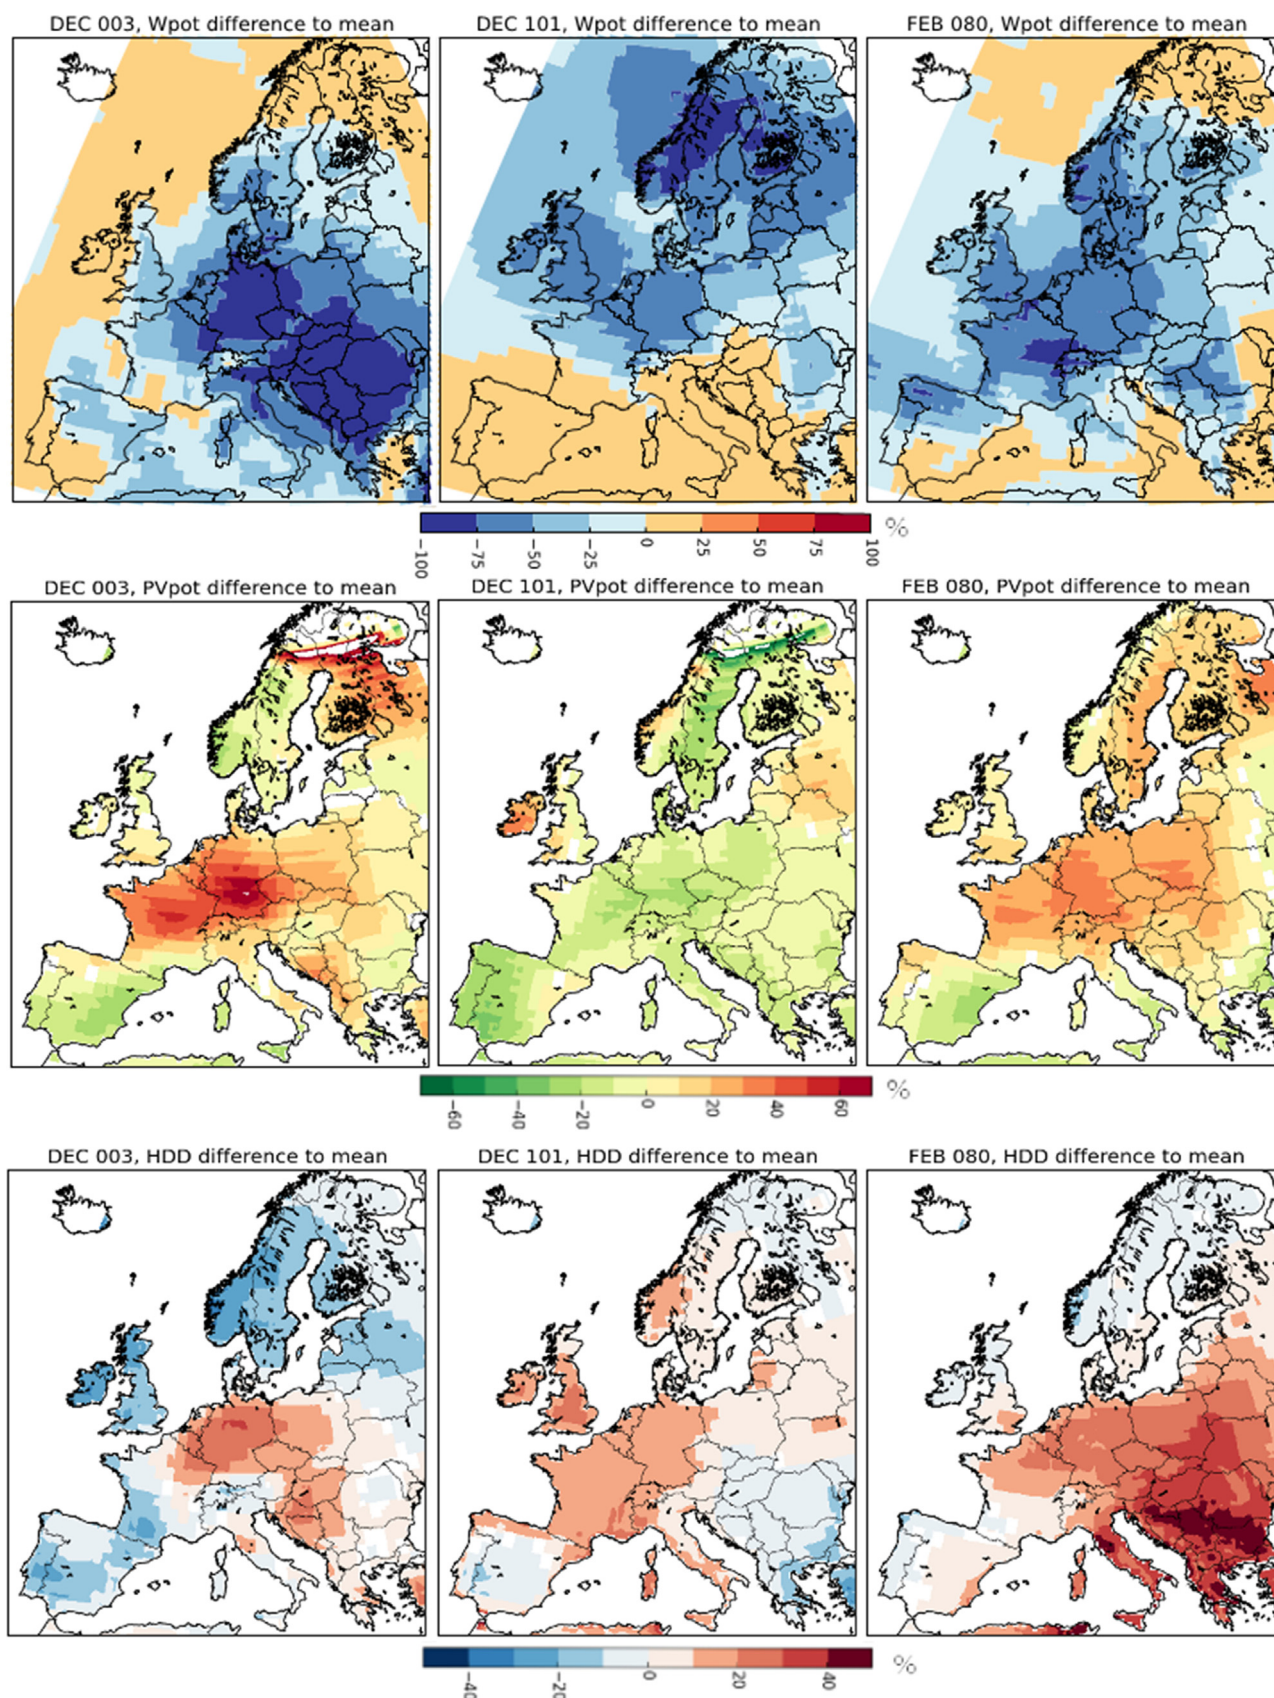 DEC 003, Wpot difference to mean
DEC 101, Wpot difference to mean
FEB 080, Wpot difference to mean
-100 -75 -50 -25 0 25 50 75 100 %
DEC 003, PVpot difference to mean
DEC 101, PVpot difference to mean
FEB 080, PVpot difference to mean
-60 -40 -20 0 20 40 60 %
DEC 003, HDD difference to mean
DEC 101, HDD difference to mean
FEB 080, HDD difference to mean
-40 -20 0 20 40 %